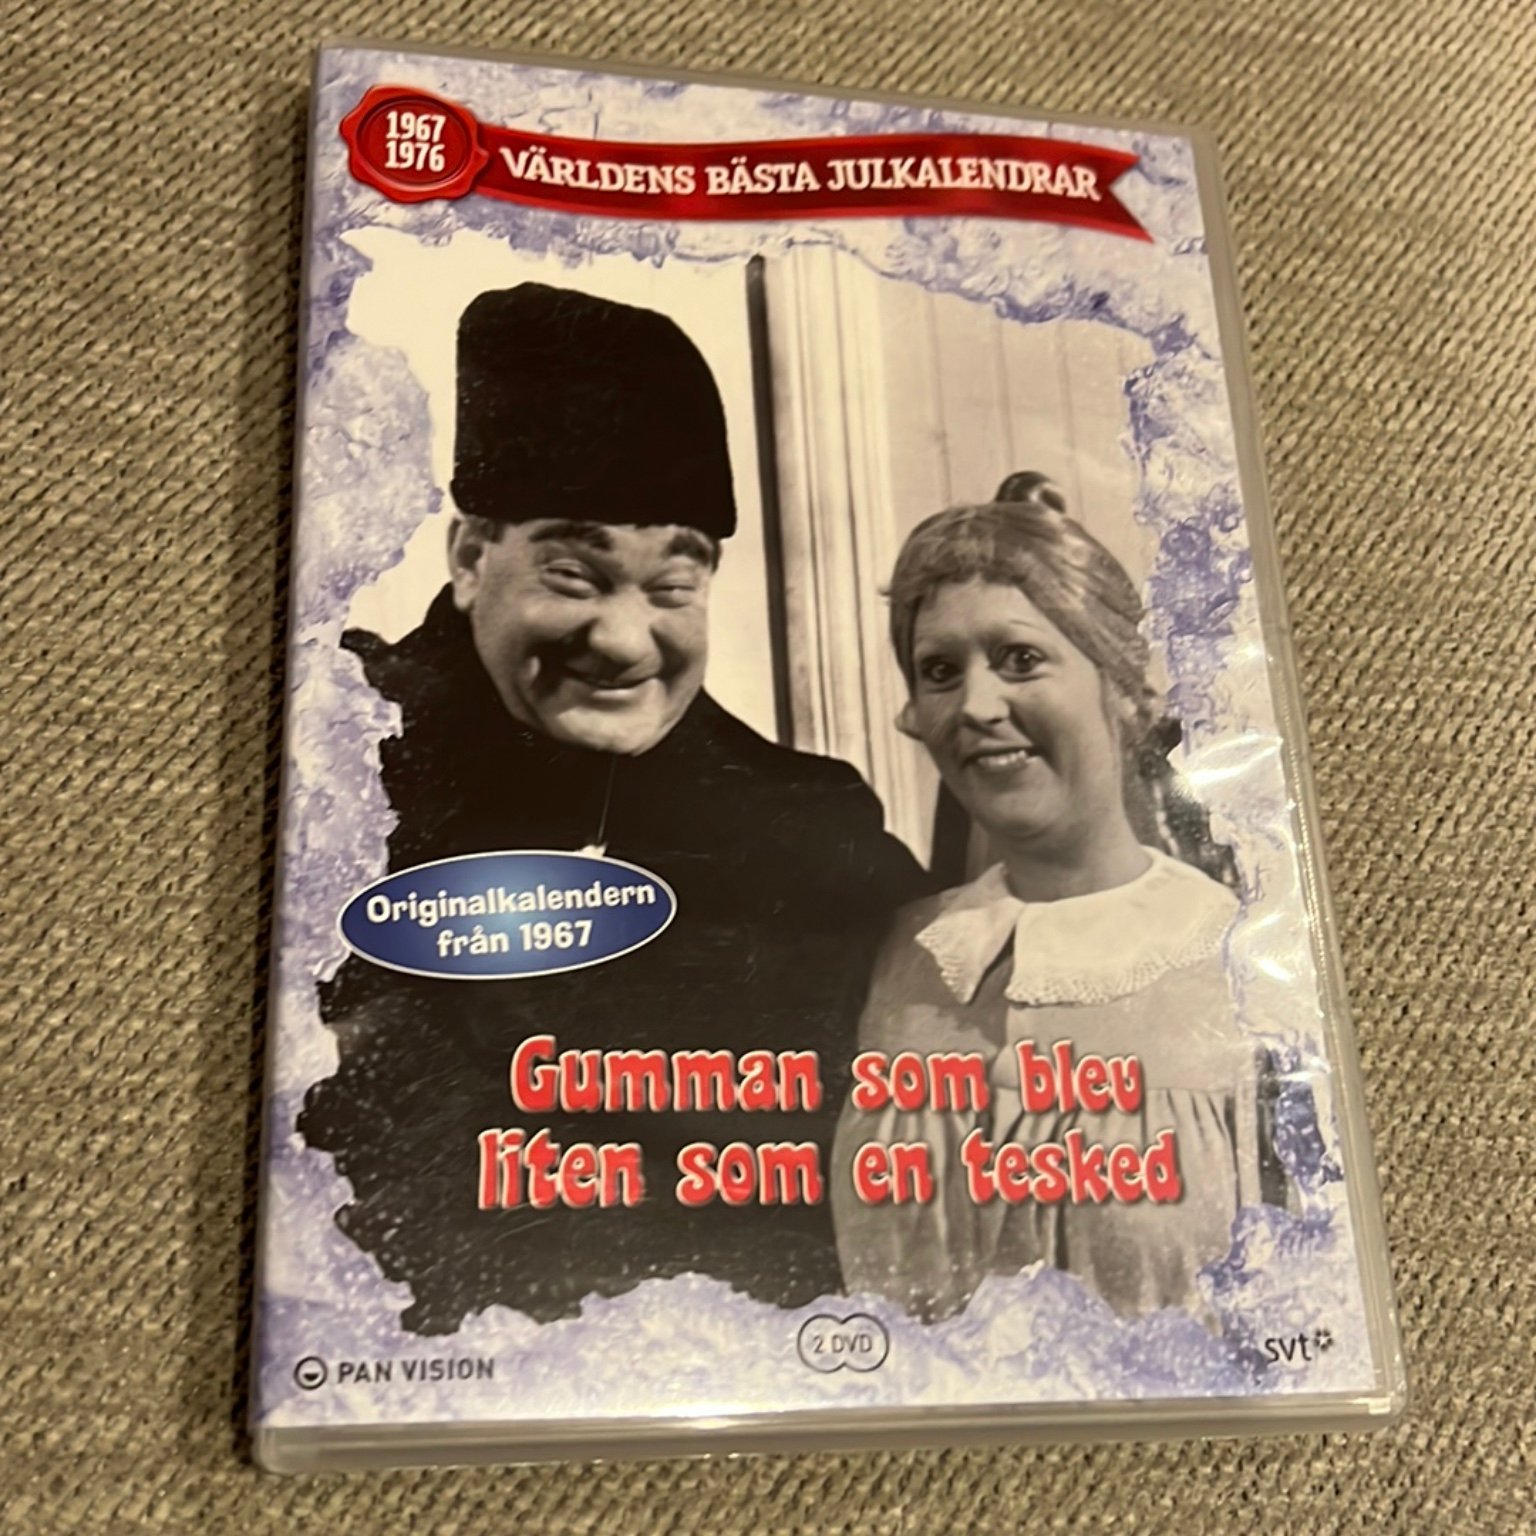 1967
1976
VÄRLDENS BÄSTA JULKALENDRAR
Originalkalendern
från 1967
Gumman som blev
liten som en tesked
PAN VISION
2 DVD
svt